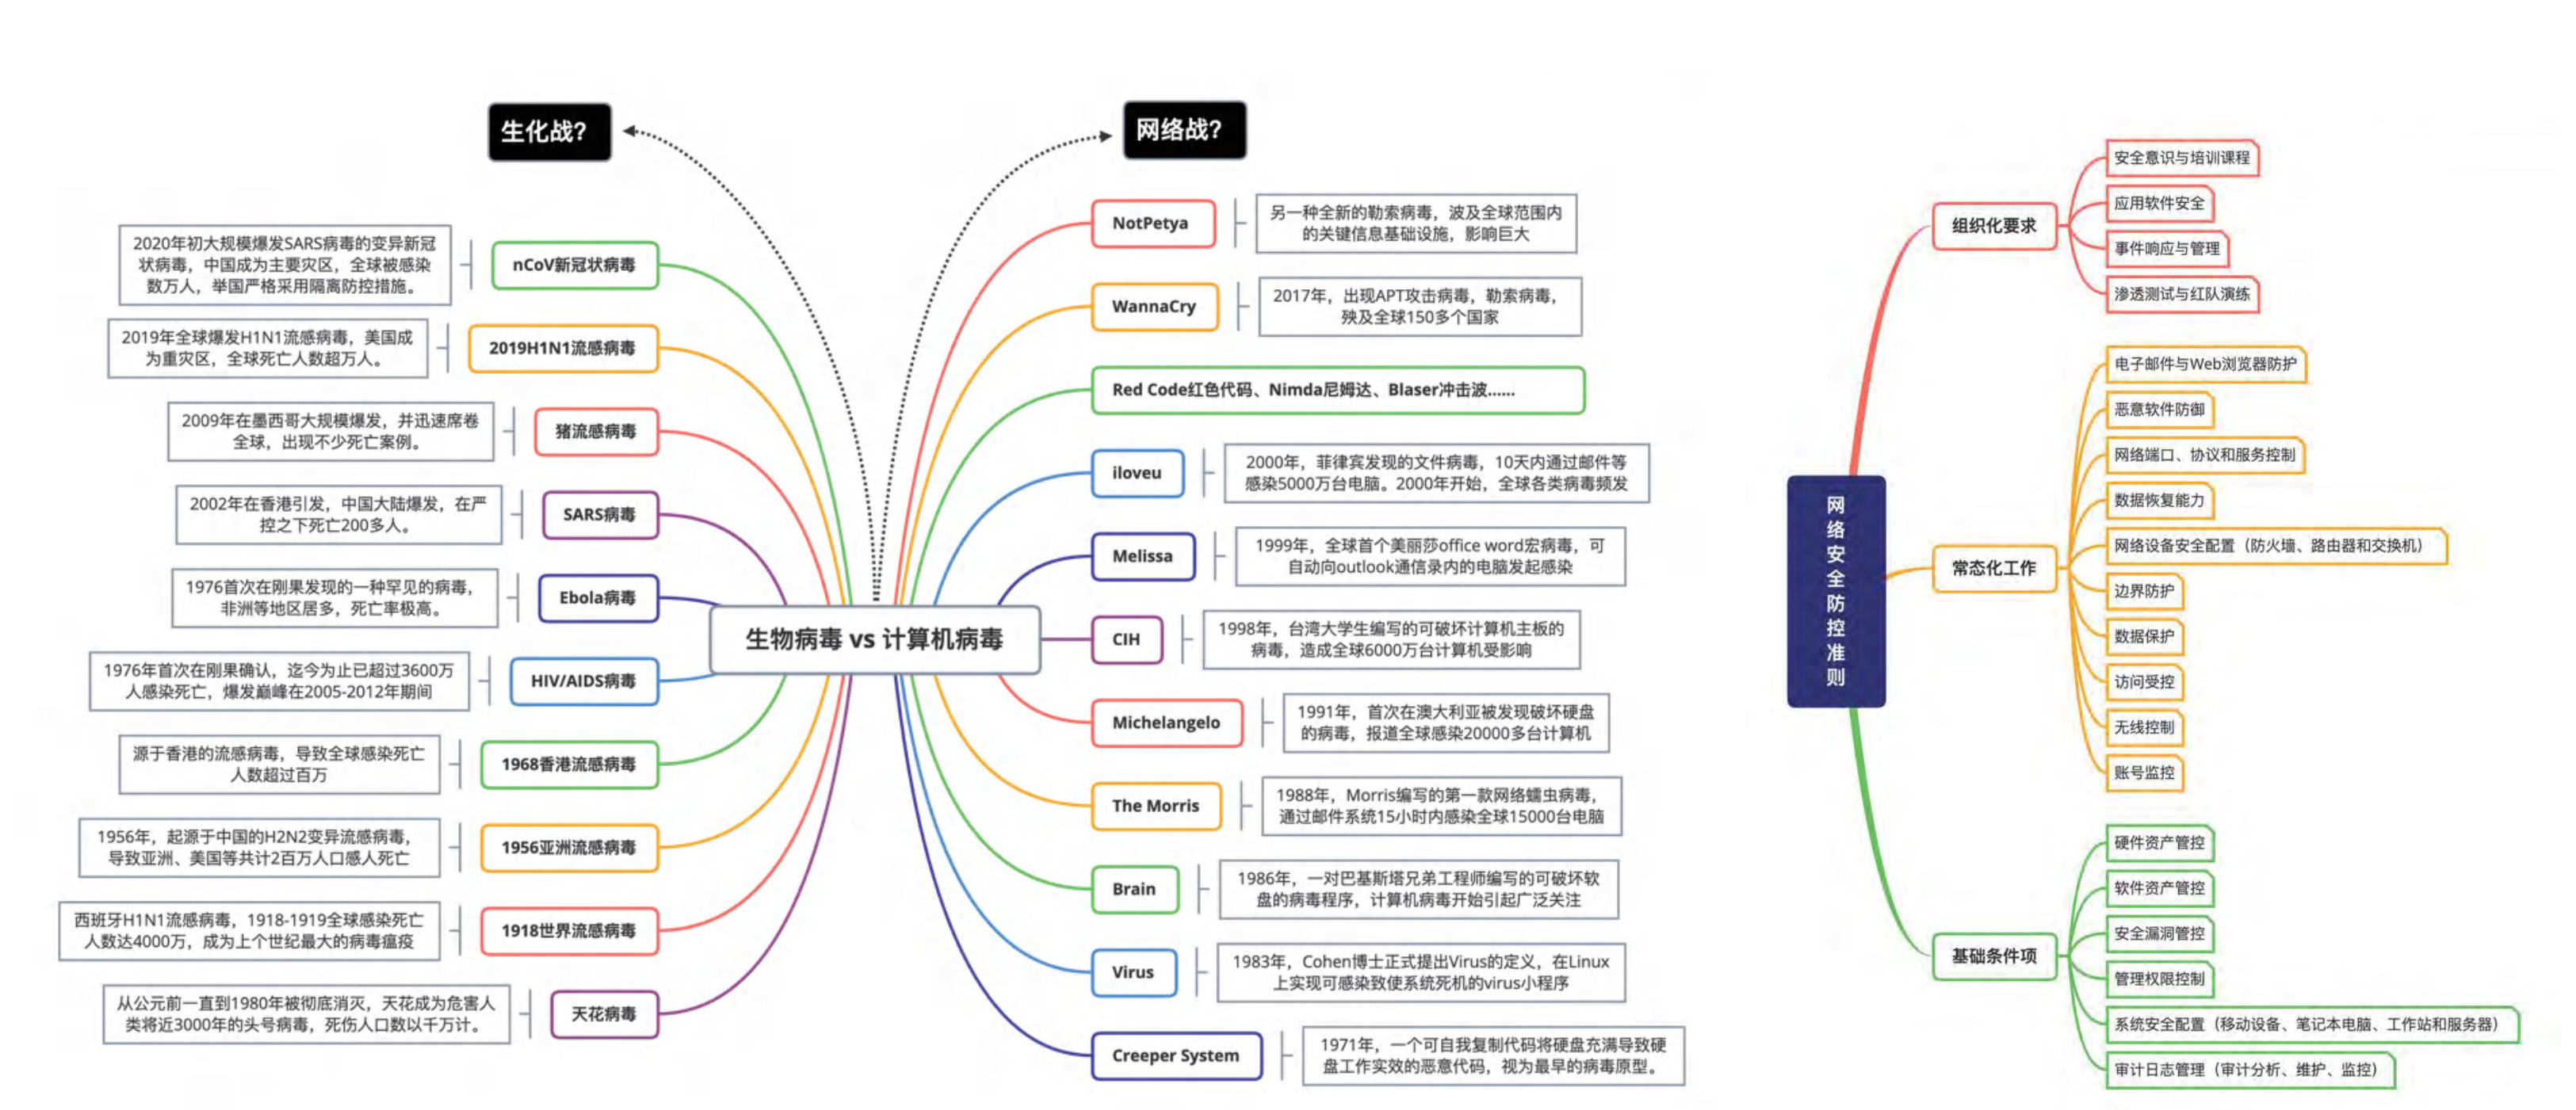 生化战?
网络战?
2020年初大规模爆发SARS病毒的变异新冠
状病毒，中国成为主要灾区，全球被感染
数万人，举国严格采用隔离防控措施。
nCoV新冠状病毒
2019年全球爆发H1N1流感病毒，美国成
为重灾区，全球死亡人数超万人。
2019H1N1流感病毒
2009年在墨西哥大规模爆发，并迅速席卷
全球，出现不少死亡案例。
猪流感病毒
2002年在香港引发，中国大陆爆发，在严
控之下死亡200多人。
SARS病毒
1976首次在刚果发现的一种罕见的病毒，
非洲等地区居多，死亡率极高。
Ebola病毒
1976年首次在刚果确认，迄今为止已超过3600万
人感染死亡，爆发巅峰在2005-2012年期间
HIV/AIDS病毒
源于香港的流感病毒，导致全球感染死亡
人数超过百万
1968香港流感病毒
1956年，起源于中国的H2N2变异流感病毒，
导致亚洲、美国等共计2百万人口感人死亡
1956亚洲流感病毒
西班牙H1N1流感病毒，1918-1919全球感染死亡
人数达4000万，成为上个世纪最大的病毒瘟疫
1918世界流感病毒
从公元前一直到1980年被彻底消灭，天花成为危害人
类将近3000年的头号病毒，死伤人口数以千万计。
天花病毒
生物病毒 vs 计算机病毒
NotPetya
另一种全新的勒索病毒，波及全球范围内
的关键信息基础设施，影响巨大
WannaCry
2017年，出现APT攻击病毒，勒索病毒，
殃及全球150多个国家
Red Code红色代码、Nimda尼姆达、Blaser冲击波......
iloveu
2000年，菲律宾发现的文件病毒，10天内通过邮件等
感染5000万台电脑。2000年开始，全球各类病毒频发
Melissa
1999年，全球首个美丽莎office word宏病毒，可
自动向outlook通信录内的电脑发起感染
CIH
1998年，台湾大学生编写的可破坏计算机主板的
病毒，造成全球6000万台计算机受影响
Michelangelo
1991年，首次在澳大利亚被发现破坏硬盘
的病毒，报道全球感染20000多台计算机
The Morris
1988年，Morris编写的第一款网络蠕虫病毒，
通过邮件系统15小时内感染全球15000台电脑
Brain
1986年，一对巴基斯塔兄弟工程师编写的可破坏软
盘的病毒程序，计算机病毒开始引起广泛关注
Virus
1983年，Cohen博士正式提出Virus的定义，在Linux
上实现可感染致使系统死机的virus小程序
Creeper System
1971年，一个可自我复制代码将硬盘充满导致硬
盘工作实效的恶意代码，视为最早的病毒原型。
网
络
安
全
防
控
准
则
组织化要求
安全意识与培训课程
应用软件安全
事件响应与管理
渗透测试与红队演练
常态化工作
电子邮件与Web浏览器防护
恶意软件防御
网络端口、协议和服务控制
数据恢复能力
网络设备安全配置（防火墙、路由器和交换机）
边界防护
数据保护
访问受控
无线控制
账号监控
基础条件项
硬件资产管控
软件资产管控
安全漏洞管控
管理权限控制
系统安全配置（移动设备、笔记本电脑、工作站和服务器）
审计日志管理（审计分析、维护、监控）